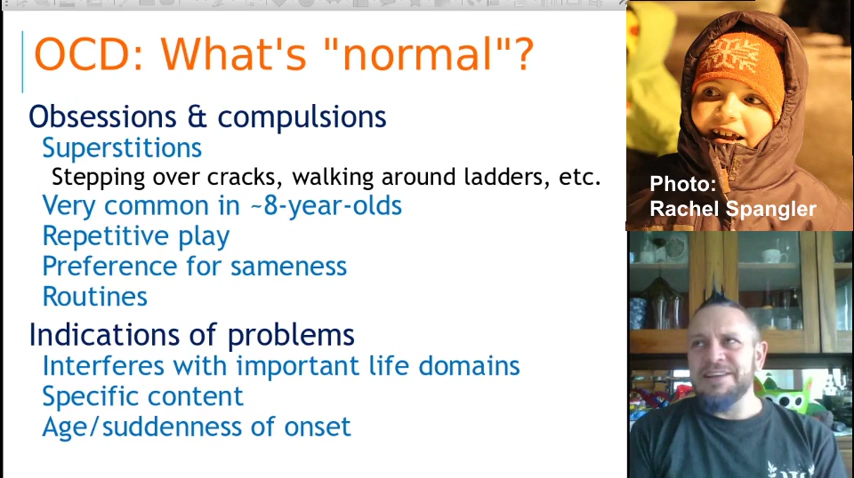 OCD: What's "normal"?
Obsessions & compulsions
Superstitions
Stepping over cracks, walking around ladders, etc.
Very common in ~8-year-olds
Repetitive play
Preference for sameness
Routines
Indications of problems
Interferes with important life domains
Specific content
Age/suddenness of onset
Photo:
Rachel Spangler